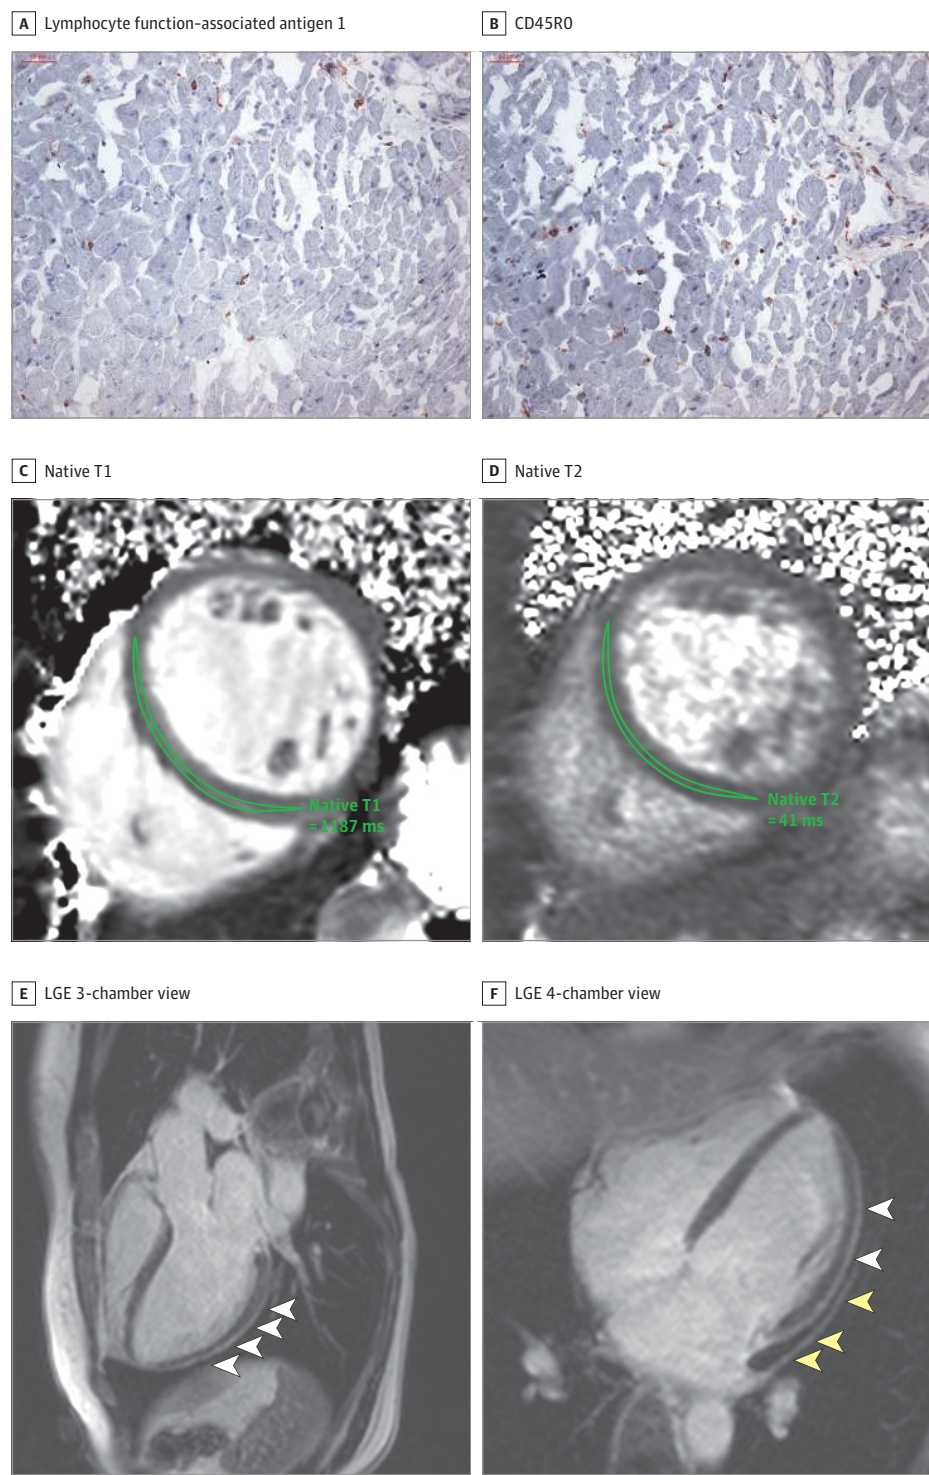 A Lymphocyte function-associated antigen 1
B CD45R0
C Native T1
D Native T2
Native T1
= 1187 ms
Native T2
= 41 ms
E LGE 3-chamber view
F LGE 4-chamber view